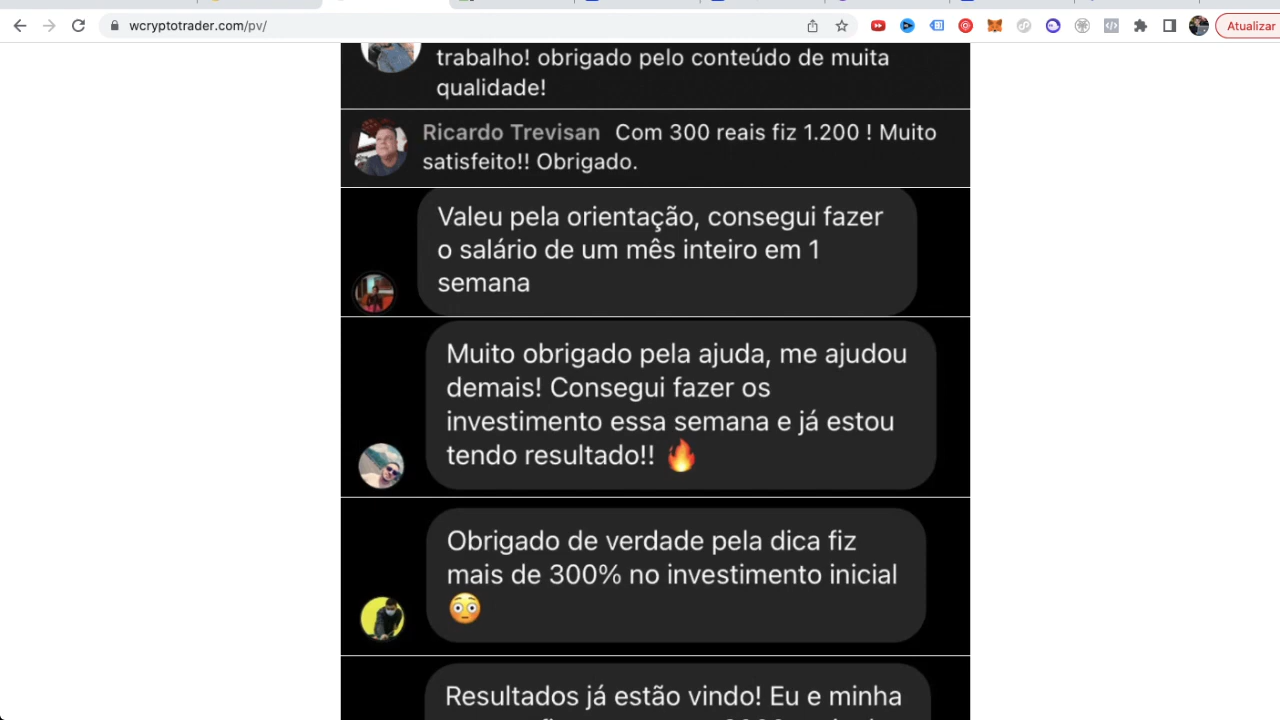 wcryptotrader.com/pv/
Atualizar
trabalho! obrigado pelo conteúdo de muita
qualidade!
Ricardo Trevisan Com 300 reais fiz 1.200 ! Muito
satisfeito!! Obrigado.
Valeu pela orientação, consegui fazer
o salário de um mês inteiro em 1
semana
Muito obrigado pela ajuda, me ajudou
demais! Consegui fazer os
investimento essa semana e já estou
tendo resultado!! 🔥
Obrigado de verdade pela dica fiz
mais de 300% no investimento inicial
😳
Resultados já estão vindo! Eu e minha